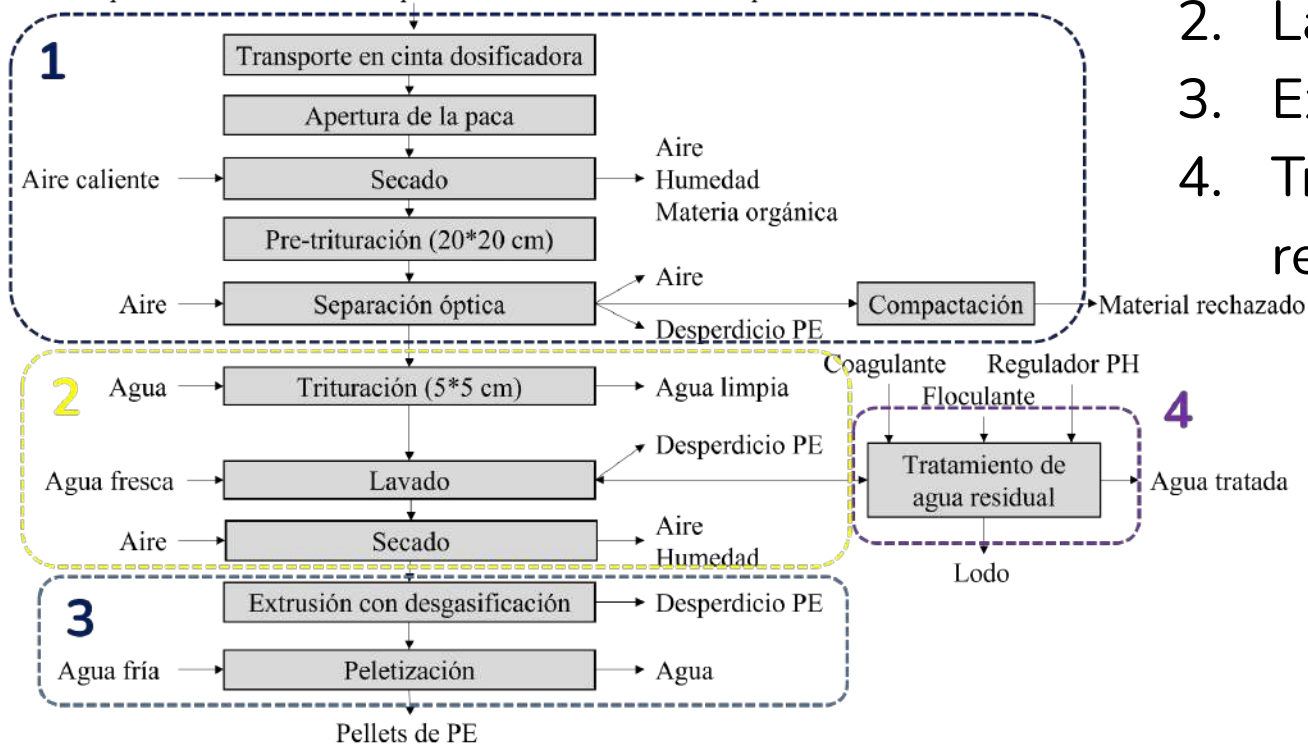 1
Transporte en cinta dosificadora
Apertura de la paca
Aire caliente
Secado
Aire
Humedad
Materia orgánica
Pre-trituración (20*20 cm)
Aire
Separación óptica
Aire
Desperdicio PE
Compactación
Material rechazado
2
Agua
Trituración (5*5 cm)
Agua limpia
Agua fresca
Lavado
Desperdicio PE
Aire
Secado
Aire
Humedad
Coagulante
Regulador PH
Floculante
4
Tratamiento de
agua residual
Agua tratada
Lodo
3
Extrusión con desgasificación
Desperdicio PE
Agua fría
Peletización
Agua
Pellets de PE
2. La
3.
4. Tr
re